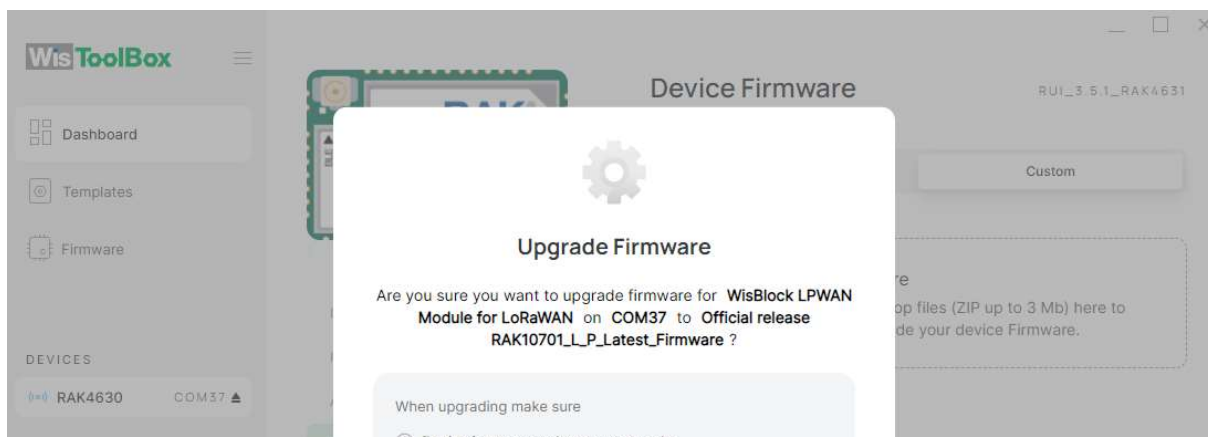 WisToolBox
Device Firmware
RUI_3.5.1_RAK4631
Dashboard
Custom
Templates
Firmware
Upgrade Firmware
Are you sure you want to upgrade firmware for WisBlock LPWAN
Module for LoRaWAN on COM37 to Official release
RAK10701_L_P_Latest_Firmware ?
op files (ZIP up to 3 Mb) here to
de your device Firmware.
DEVICES
RAK4630 COM37
When upgrading make sure